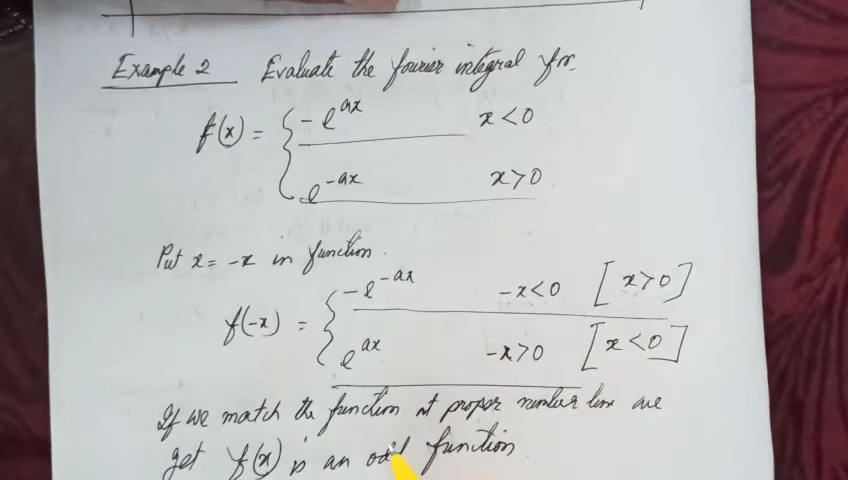 Example 2 Evaluate the fourier integral fn.
f(x) = { -e^{ax} x < 0
e^{-ax} x > 0
Put x = -x in function.
f(-x) = { -e^{-ax} -x < 0 [x > 0]
e^{ax} -x > 0 [x < 0]
If we match the function at proper number line we
get f(x) is an odd function